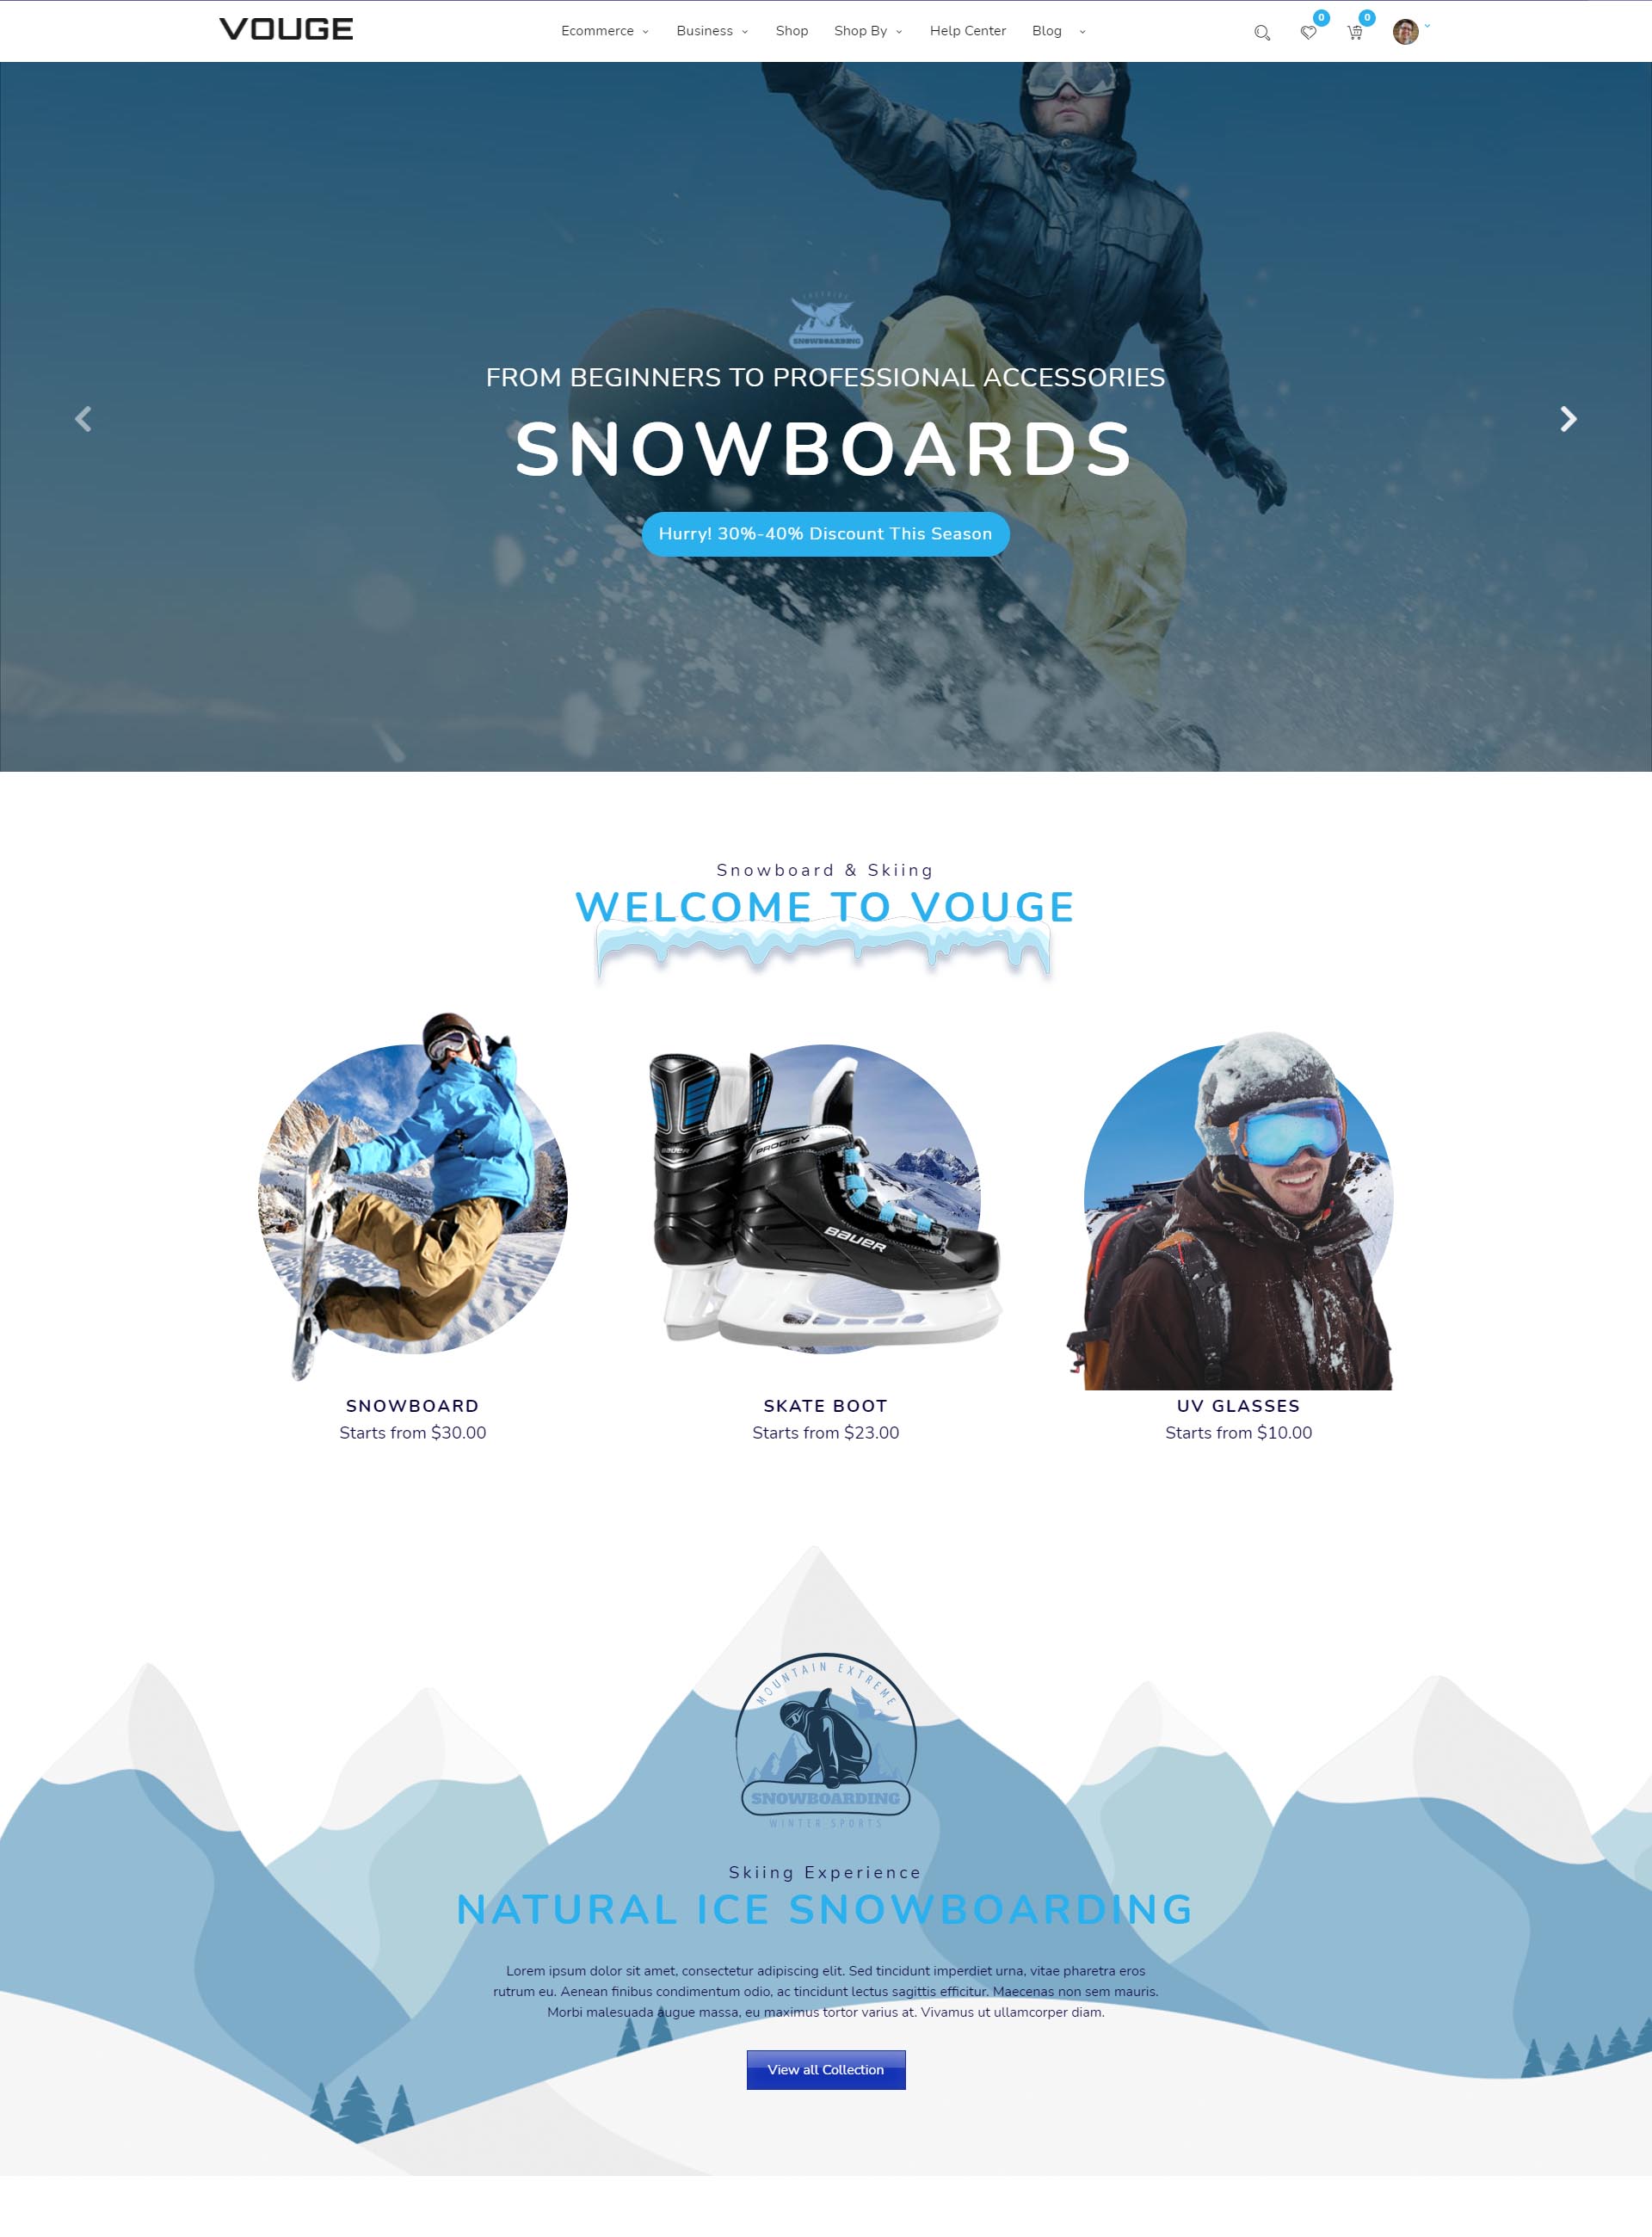 VOUGE
Ecommerce Business Shop Shop By Help Center Blog
0 0
FREERIDE
SNOWBOARDING
FROM BEGINNERS TO PROFESSIONAL ACCESSORIES
SNOWBOARDS
Hurry! 30%-40% Discount This Season
Snowboard & Skiing
WELCOME TO VOUGE
BAUER
PRODIGY
BAUER
SNOWBOARD
Starts from $30.00
SKATE BOOT
Starts from $23.00
UV GLASSES
Starts from $10.00
MOUNTAIN EXTREME
SNOWBOARDING
WINTER SPORTS
Skiing Experience
NATURAL ICE SNOWBOARDING
Lorem ipsum dolor sit amet, consectetur adipiscing elit. Sed tincidunt imperdiet urna, vitae pharetra eros
rutrum eu. Aenean finibus condimentum odio, ac tincidunt lectus sagittis efficitur. Maecenas non sem mauris.
Morbi malesuada augue massa, eu maximus tortor varius at. Vivamus ut ullamcorper diam.
View all Collection